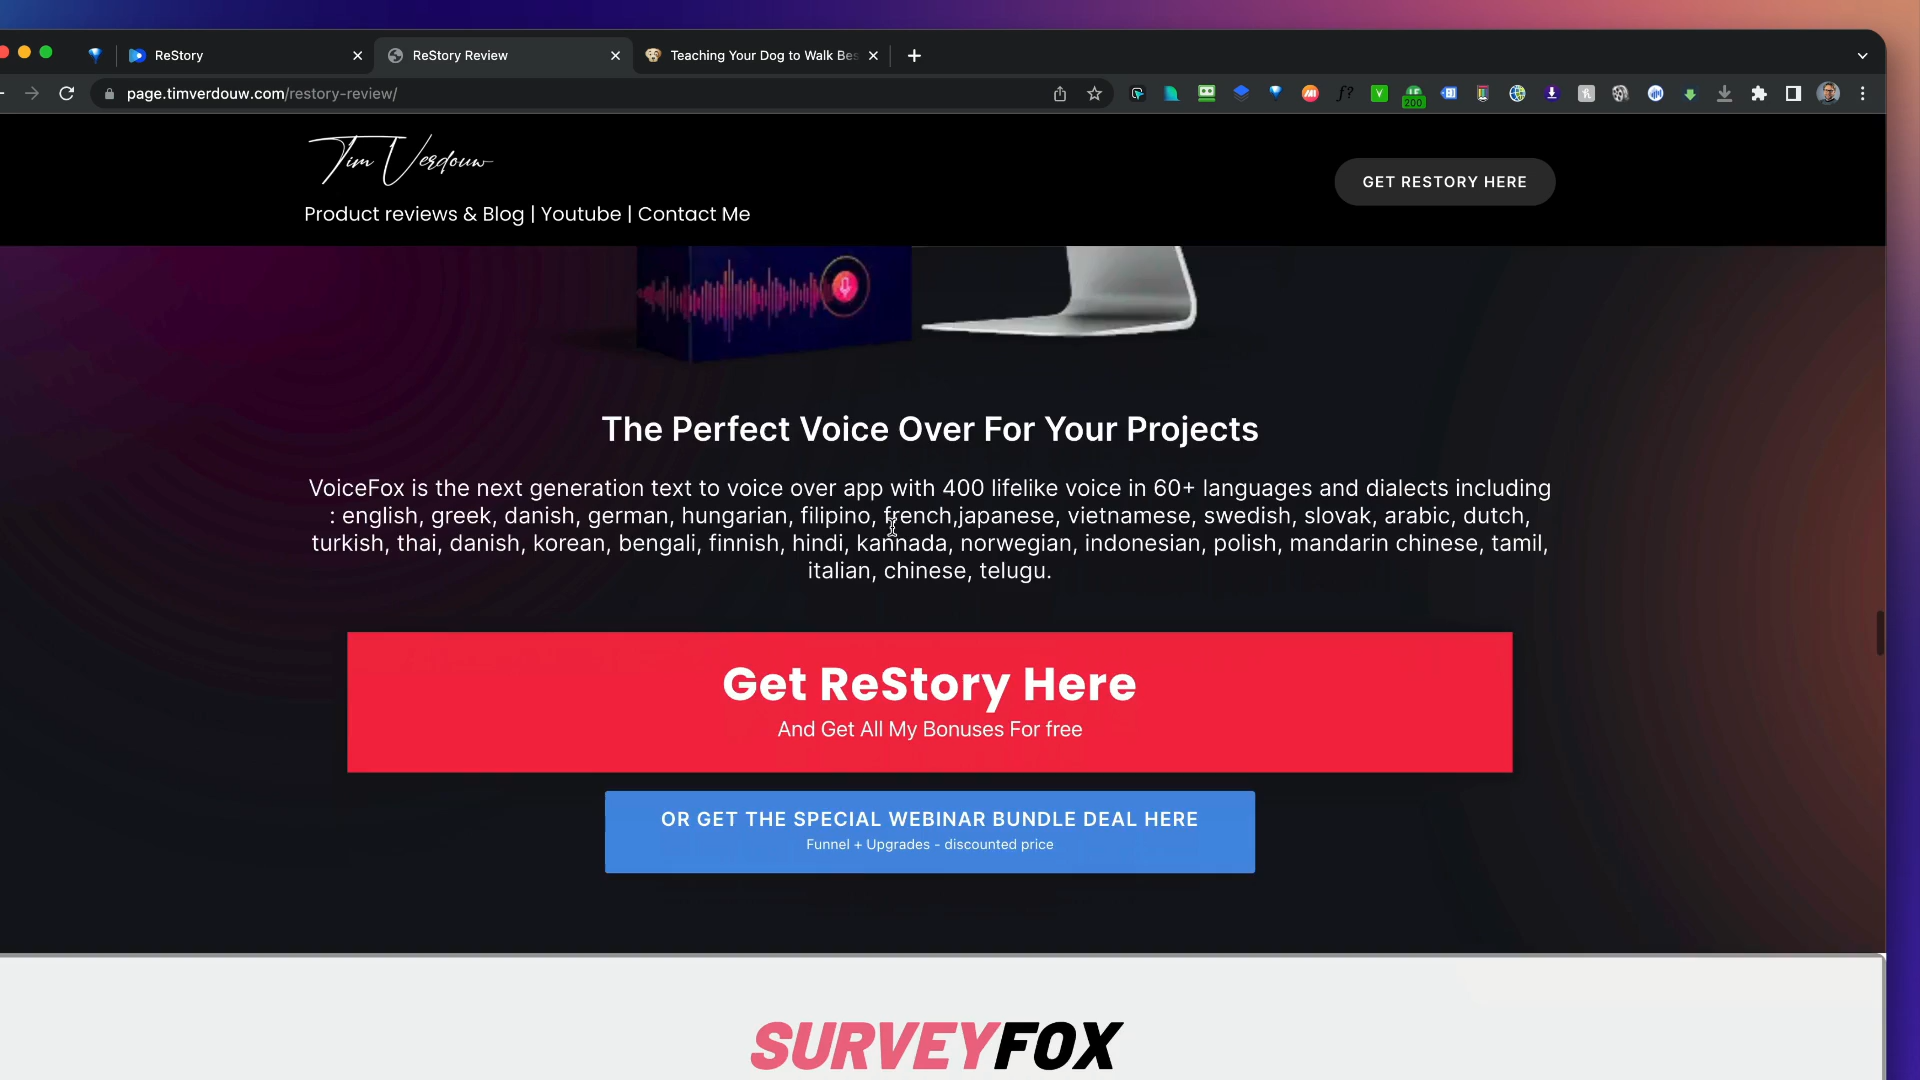 ReStory
ReStory Review
Teaching Your Dog to Walk Bes
page.timverdouw.com/restory-review/
200
Tim Verdouw
GET RESTORY HERE
Product reviews & Blog | Youtube | Contact Me
The Perfect Voice Over For Your Projects
VoiceFox is the next generation text to voice over app with 400 lifelike voice in 60+ languages and dialects including
: english, greek, danish, german, hungarian, filipino, french,japanese, vietnamese, swedish, slovak, arabic, dutch,
turkish, thai, danish, korean, bengali, finnish, hindi, kannada, norwegian, indonesian, polish, mandarin chinese, tamil,
italian, chinese, telugu.
Get ReStory Here
And Get All My Bonuses For free
OR GET THE SPECIAL WEBINAR BUNDLE DEAL HERE
Funnel + Upgrades - discounted price
SURVEYFOX